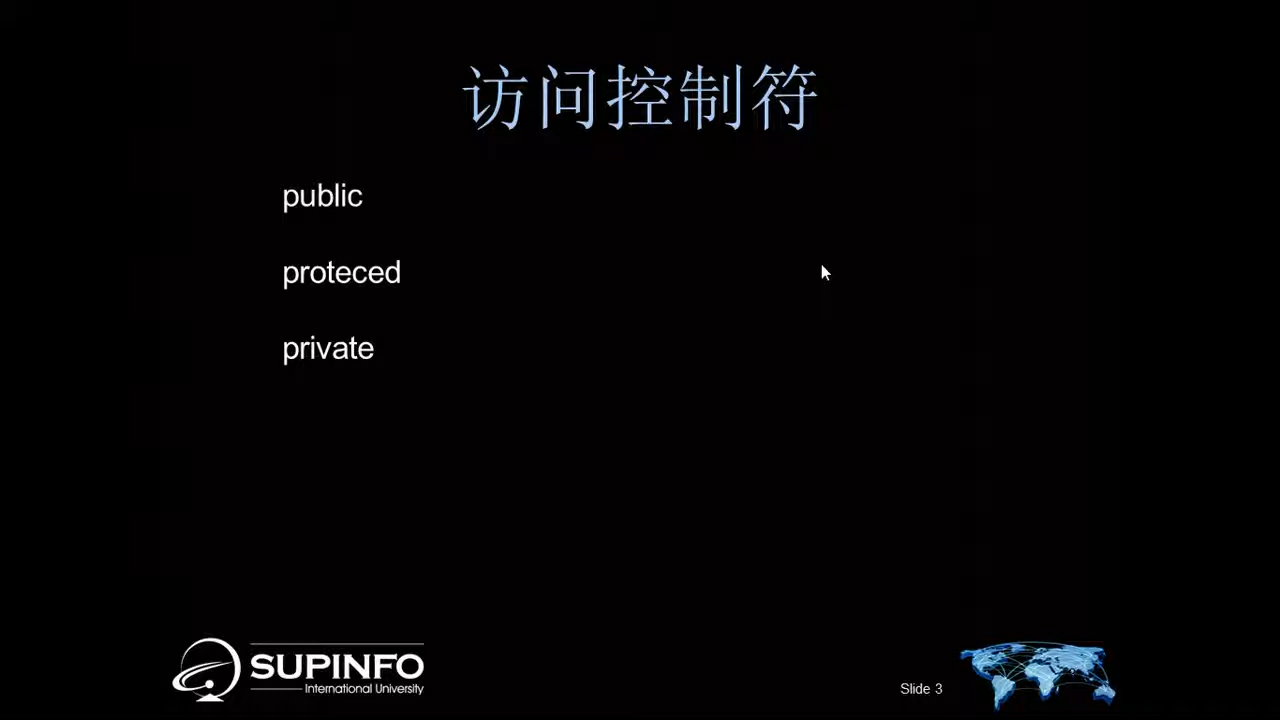 访问控制符
public
proteced
private
SUPINFO
International University
Slide 3